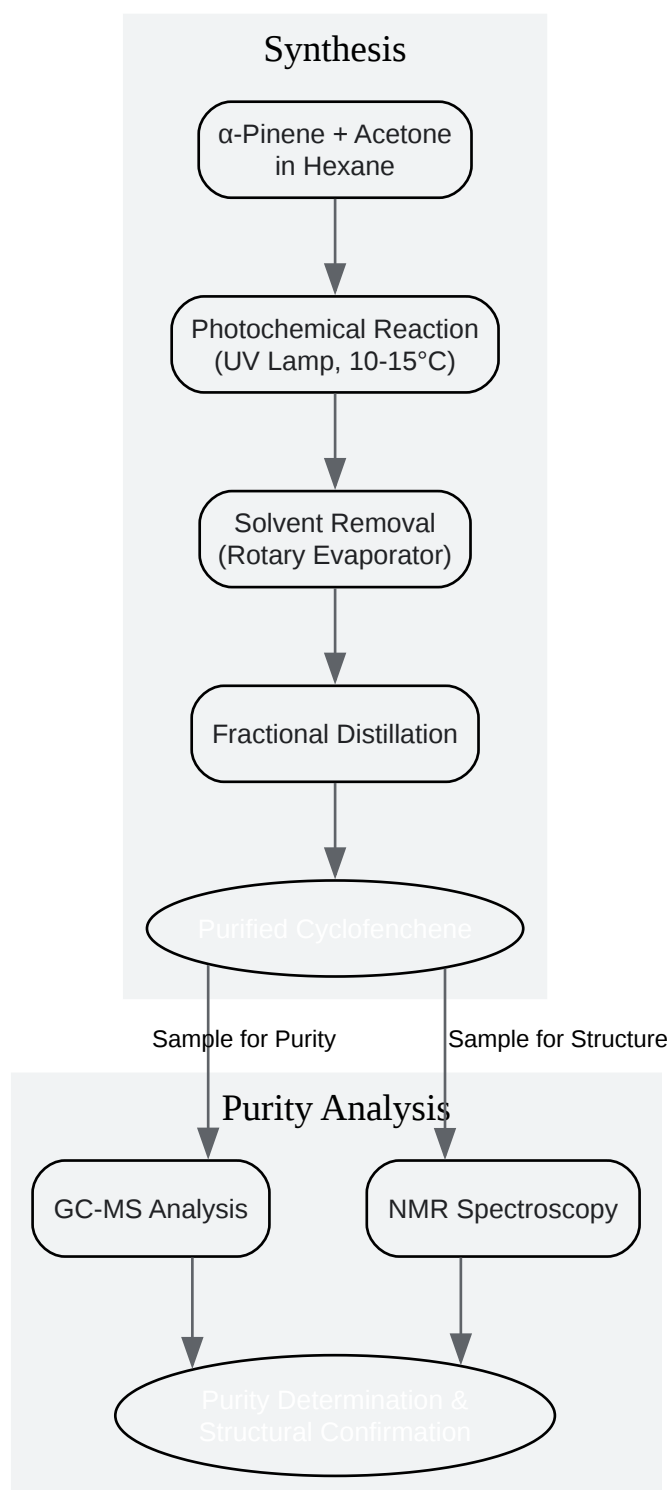 Synthesis
α-Pinene + Acetone
in Hexane
Photochemical Reaction
(UV Lamp, 10-15°C)
Solvent Removal
(Rotary Evaporator)
Fractional Distillation
Purified Cyclofenchene
Sample for Purity
Sample for Structure
Purity Analysis
GC-MS Analysis
NMR Spectroscopy
Purity Determination &
Structural Confirmation